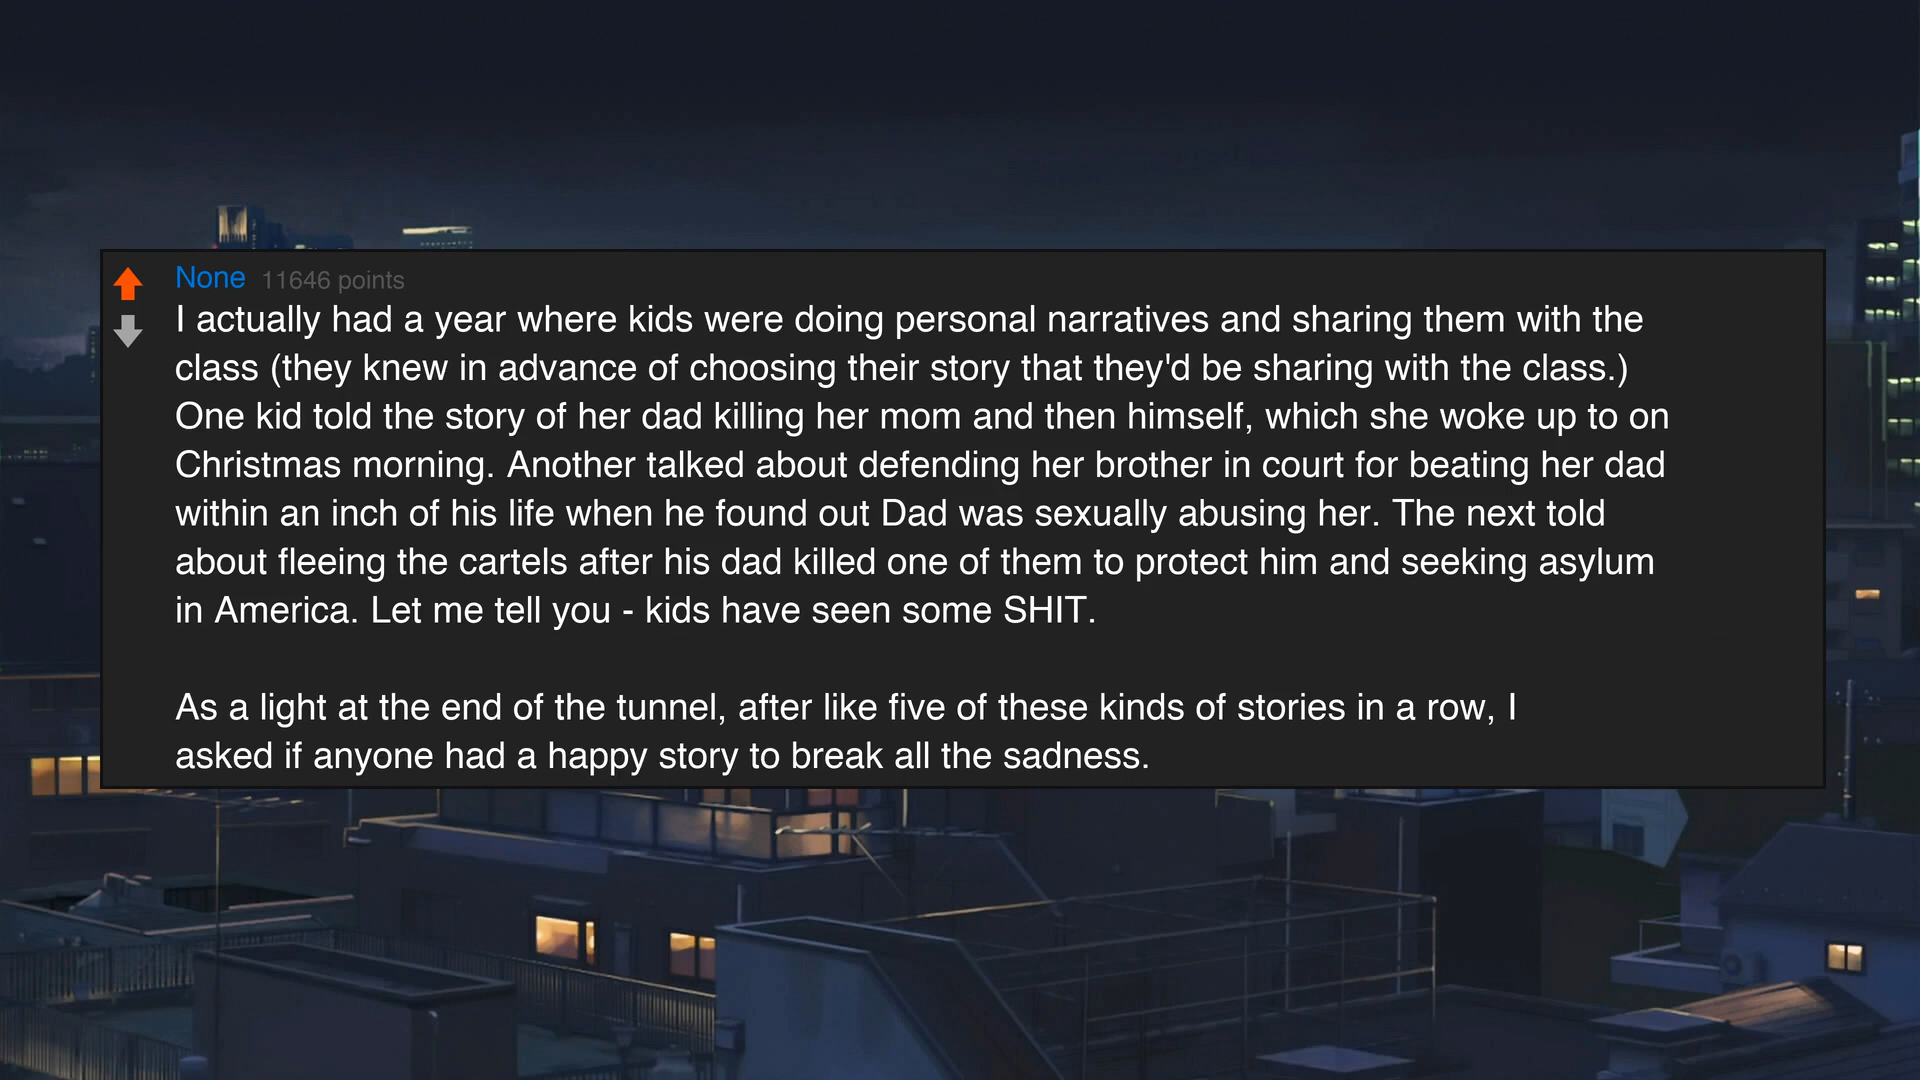 None 11646 points
I actually had a year where kids were doing personal narratives and sharing them with the
class (they knew in advance of choosing their story that they'd be sharing with the class.)
One kid told the story of her dad killing her mom and then himself, which she woke up to on
Christmas morning. Another talked about defending her brother in court for beating her dad
within an inch of his life when he found out Dad was sexually abusing her. The next told
about fleeing the cartels after his dad killed one of them to protect him and seeking asylum
in America. Let me tell you - kids have seen some SHIT.
As a light at the end of the tunnel, after like five of these kinds of stories in a row, I
asked if anyone had a happy story to break all the sadness.